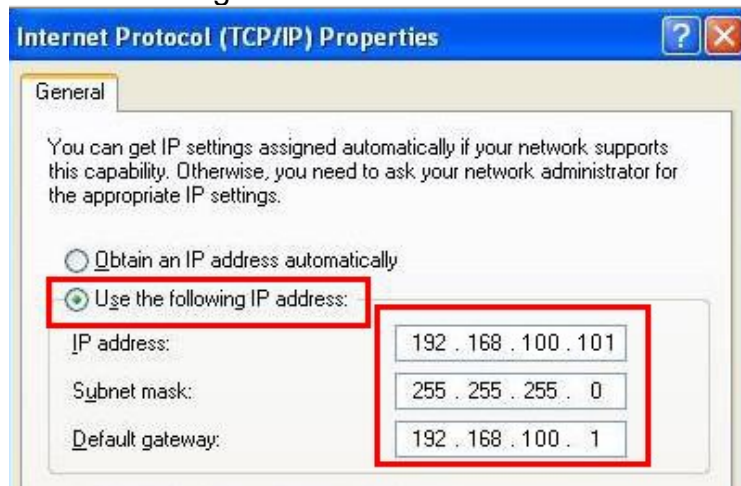 Internet Protocol (TCP/IP) Properties
General
You can get IP settings assigned automatically if your network supports
this capability. Otherwise, you need to ask your network administrator for
the appropriate IP settings.
Obtain an IP address automatically
Use the following IP address:
IP address: 192 . 168 . 100 . 101
Subnet mask: 255 . 255 . 255 . 0
Default gateway: 192 . 168 . 100 . 1